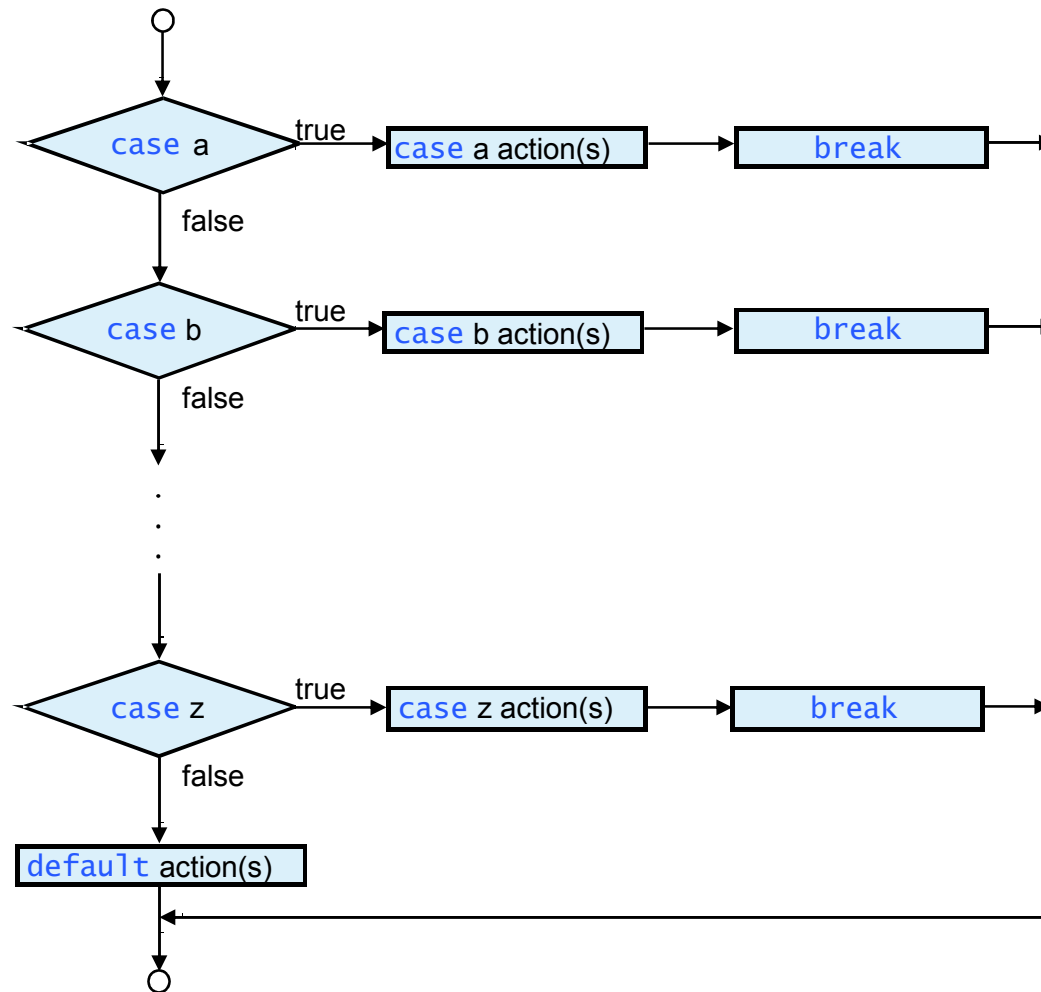 case a
true
case a action(s)
break
false
case b
true
case b action(s)
break
false
.
.
.
case z
true
case z action(s)
break
false
default action(s)